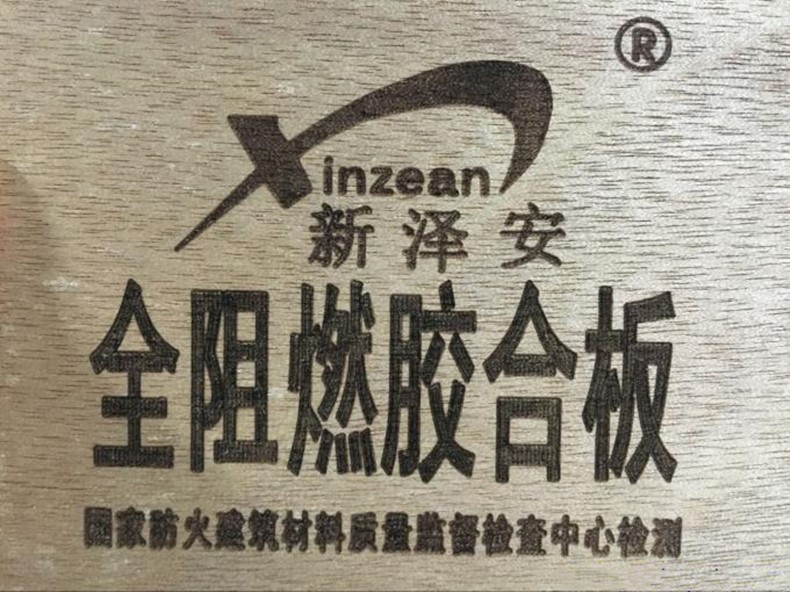 ®
Xinzean
新泽安
全阻燃胶合板
国家防火建筑材料质量监督检查中心检测